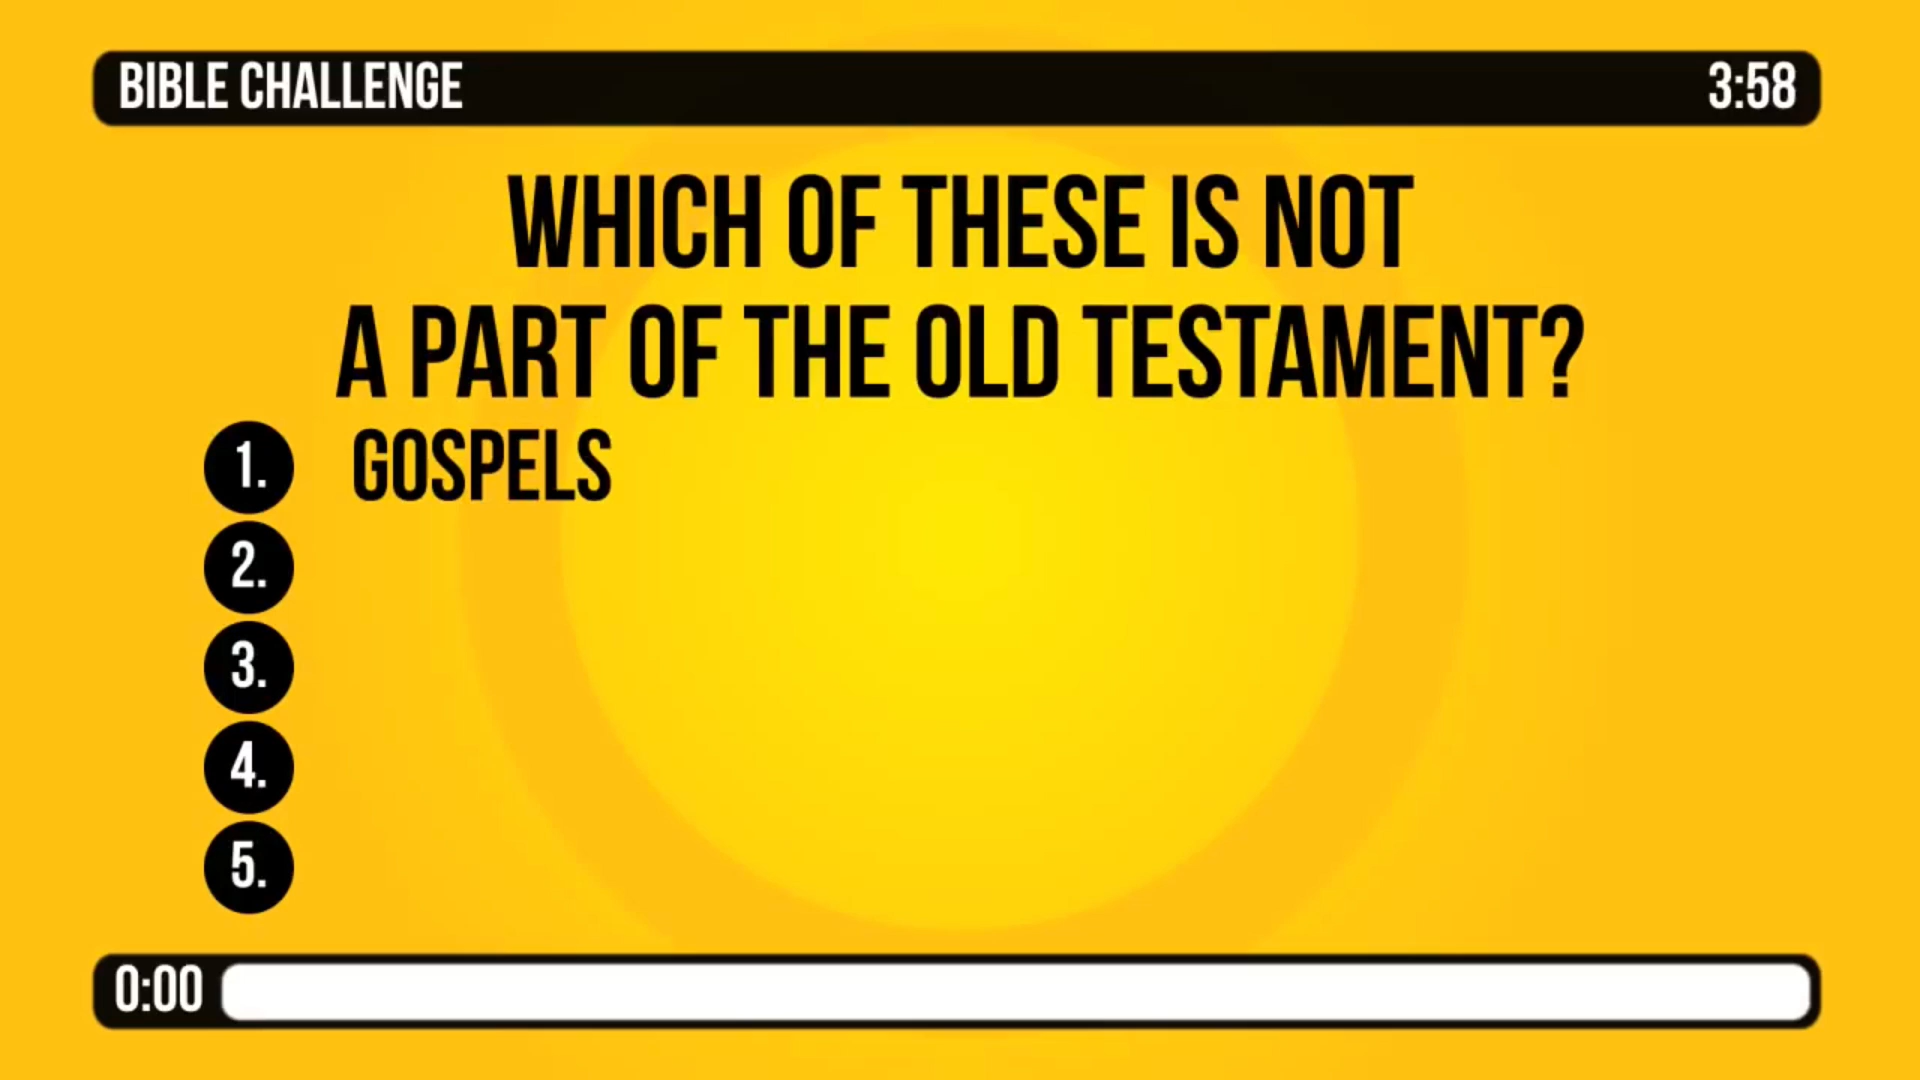 BIBLE CHALLENGE 3:58
WHICH OF THESE IS NOT
A PART OF THE OLD TESTAMENT?
1. GOSPELS
2.
3.
4.
5.
0:00